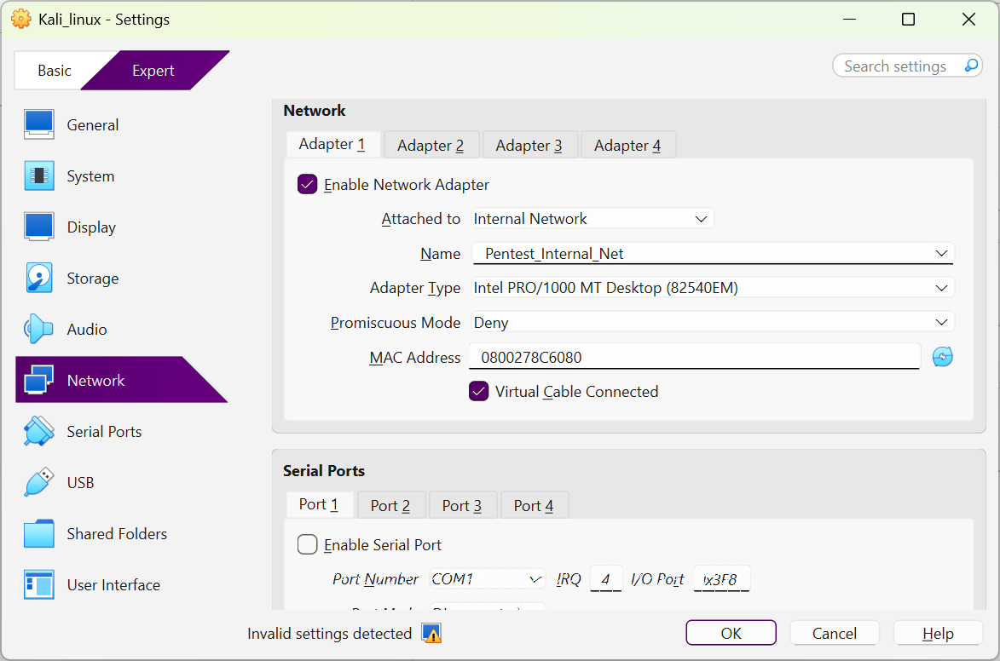 Kali_linux - Settings
Basic Expert
Search settings
General
System
Display
Storage
Audio
Network
Serial Ports
USB
Shared Folders
User Interface
Network
Adapter 1 Adapter 2 Adapter 3 Adapter 4
Enable Network Adapter
Attached to Internal Network
Name Pentest_Internal_Net
Adapter Type Intel PRO/1000 MT Desktop (82540EM)
Promiscuous Mode Deny
MAC Address 0800278C6080
Virtual Cable Connected
Serial Ports
Port 1 Port 2 Port 3 Port 4
Enable Serial Port
Port Number COM1 IRQ 4 I/O Port 0x3F8
Invalid settings detected
OK Cancel Help